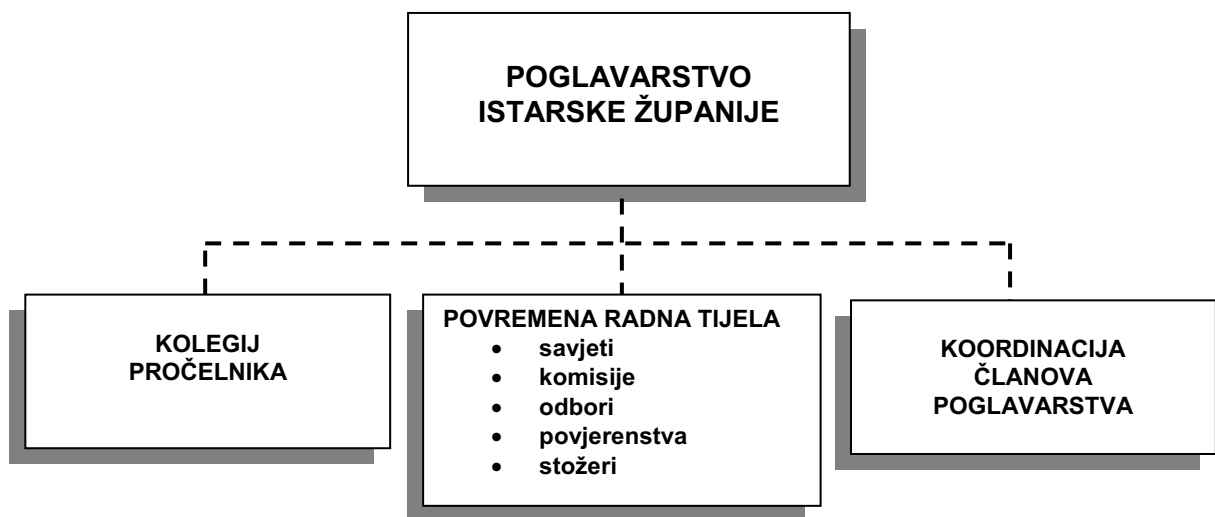 POGLAVARSTVO
ISTARSKE ŽUPANIJE
KOLEGIJ
PROČELNIKA
POVREMENA RADNA TIJELA
• savjeti
• komisije
• odbori
• povjerenstva
• stožeri
KOORDINACIJA
ČLANOVA
POGLAVARSTVA